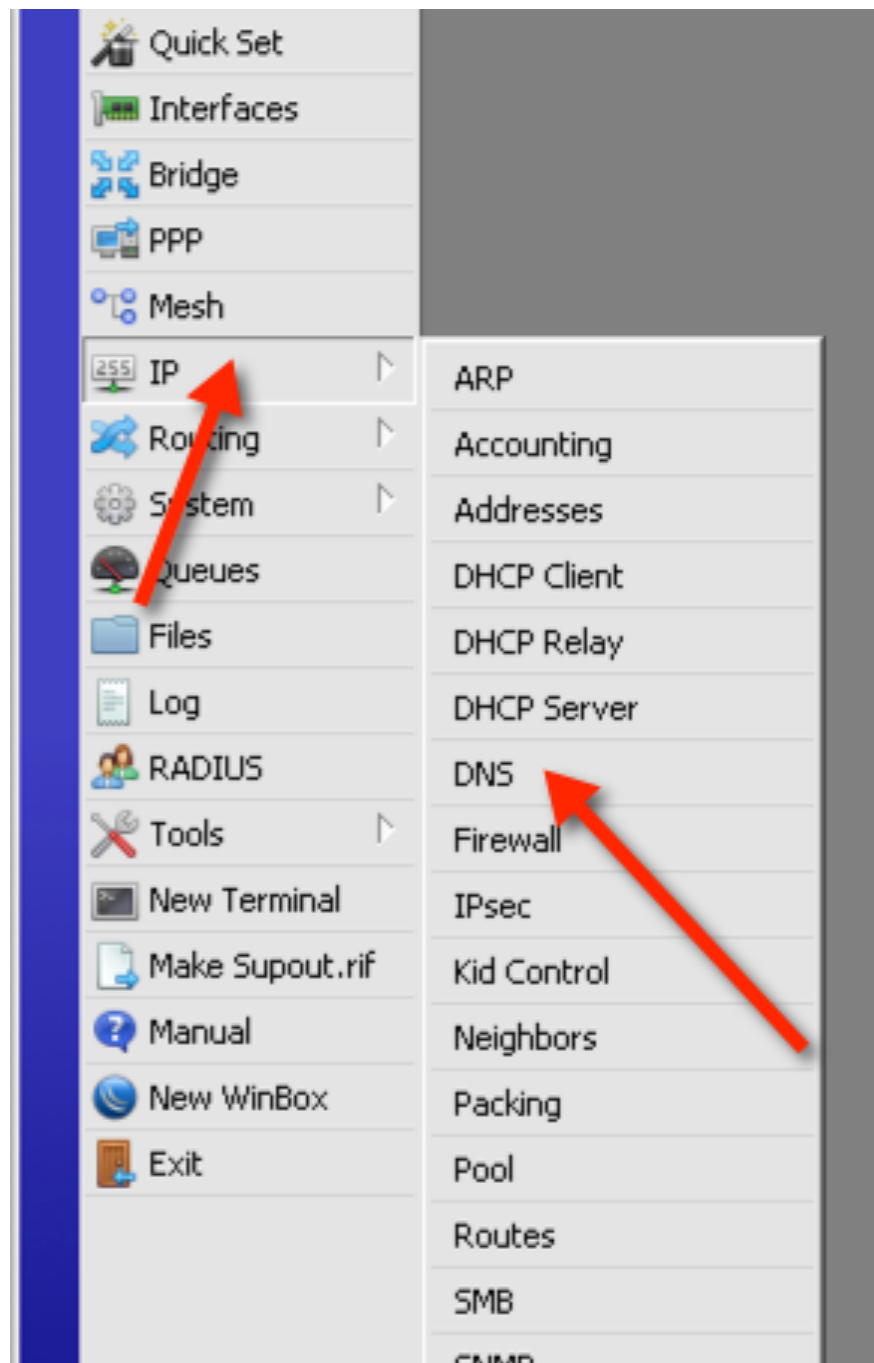 Quick Set
Interfaces
Bridge
PPP
Mesh
255 IP
Routing
System
Queues
Files
Log
RADIUS
Tools
New Terminal
Make Supout.rif
Manual
New WinBox
Exit
ARP
Accounting
Addresses
DHCP Client
DHCP Relay
DHCP Server
DNS
Firewall
IPsec
Kid Control
Neighbors
Packing
Pool
Routes
SMB
SNMP